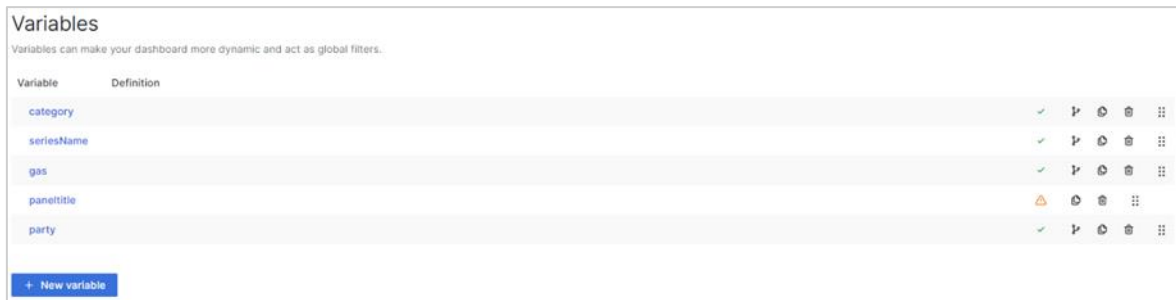 Variables
Variables can make your dashboard more dynamic and act as global filters.
Variable Definition
category
seriesName
gas
paneltitle
party
+ New variable